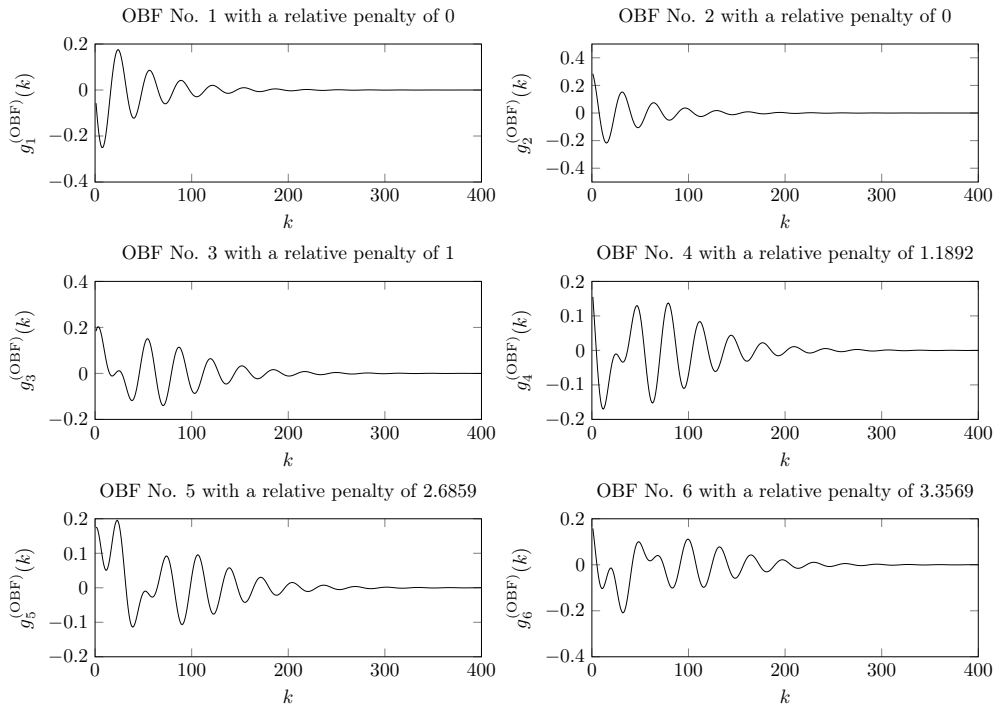 OBF No. 1 with a relative penalty of 0
OBF No. 2 with a relative penalty of 0
0.2
0
−0.2
−0.4
g₁^(OBF)(k)
0 100 200 300 400
k
0.4
0.2
0
−0.2
−0.4
g₂^(OBF)(k)
0 100 200 300 400
k
OBF No. 3 with a relative penalty of 1
OBF No. 4 with a relative penalty of 1.1892
0.4
0.2
0
−0.2
g₃^(OBF)(k)
0 100 200 300 400
k
0.2
0.1
0
−0.1
−0.2
g₄^(OBF)(k)
0 100 200 300 400
k
OBF No. 5 with a relative penalty of 2.6859
OBF No. 6 with a relative penalty of 3.3569
0.2
0.1
0
−0.1
−0.2
g₅^(OBF)(k)
0 100 200 300 400
k
0.2
0
−0.2
−0.4
g₆^(OBF)(k)
0 100 200 300 400
k